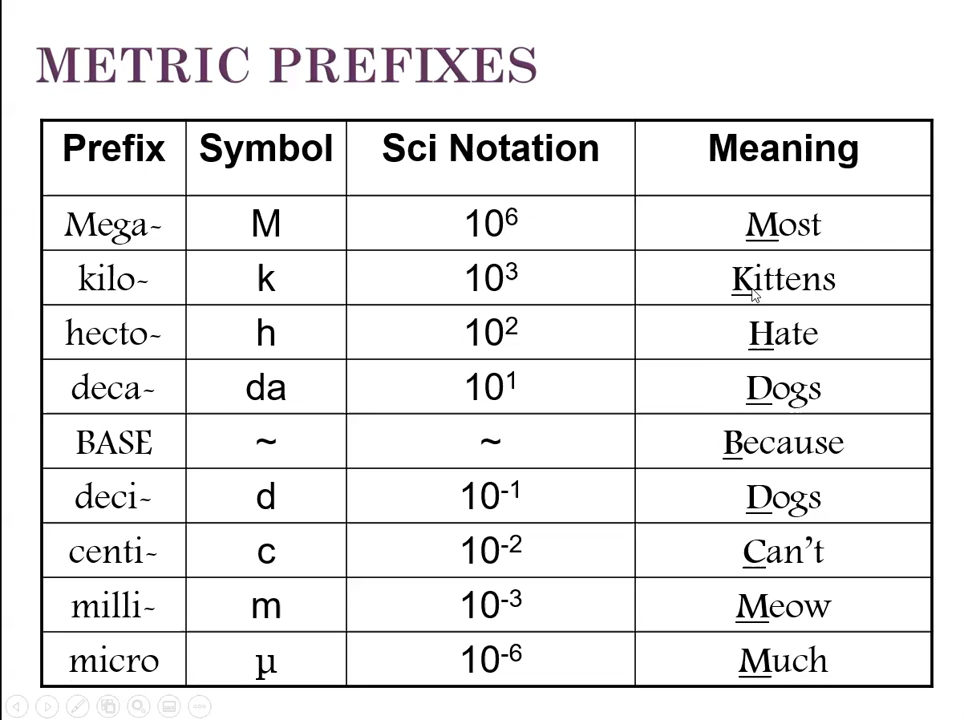 METRIC PREFIXES
Prefix Symbol Sci Notation Meaning
Mega- M 10⁶ Most
kilo- k 10³ Kittens
hecto- h 10² Hate
deca- da 10¹ Dogs
BASE ~ ~ Because
deci- d 10⁻¹ Dogs
centi- c 10⁻² Can't
milli- m 10⁻³ Meow
micro µ 10⁻⁶ Much